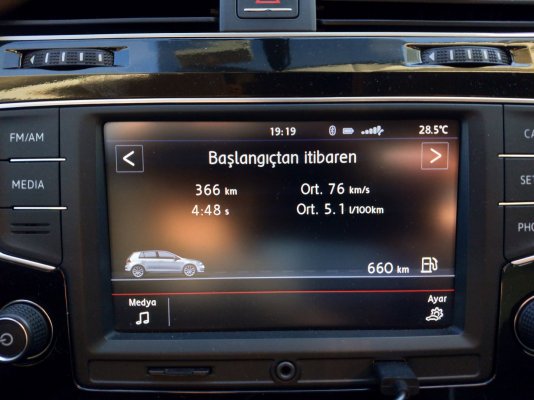 FM/AM
MEDIA
19:19 28.5°C
Başlangıçtan itibaren
366 km Ort. 76 km/s
4:48 s Ort. 5.1 l/100km
660 km
Medya Ayar